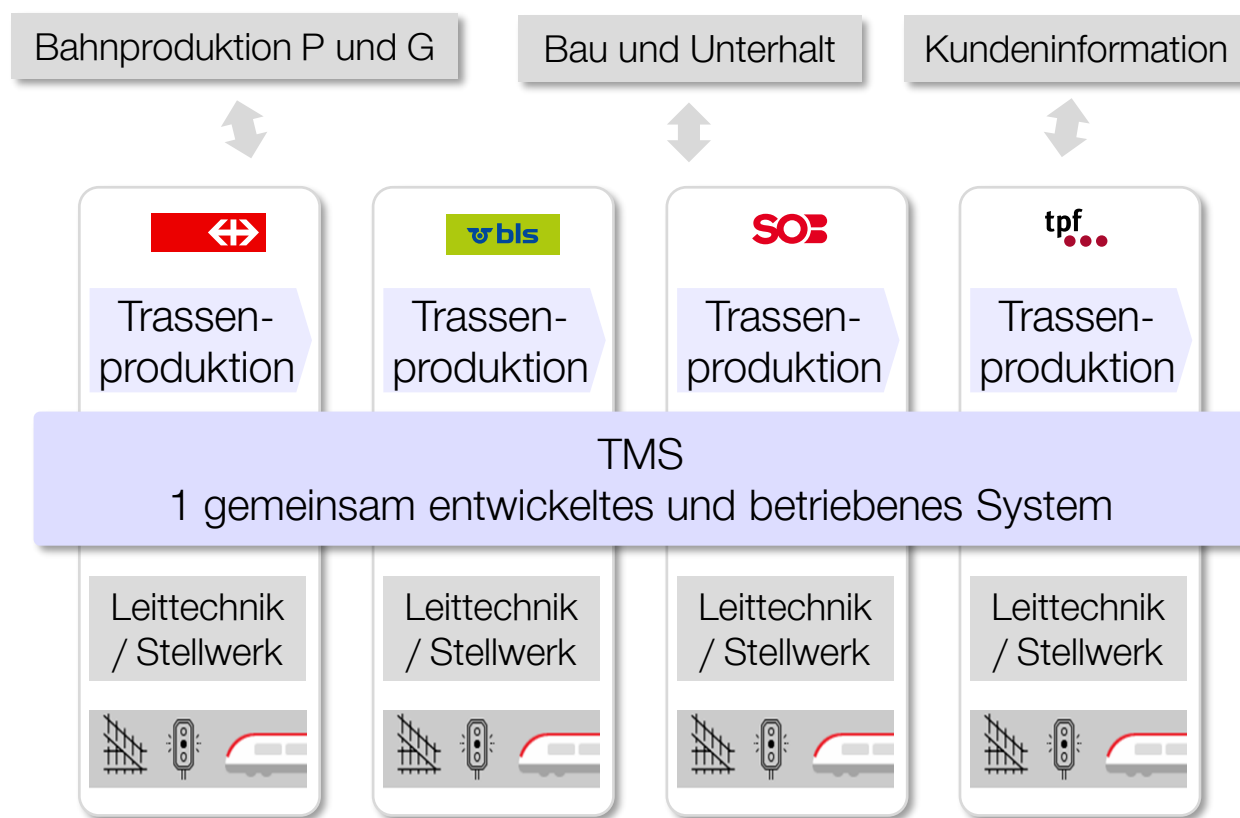 Bahnproduktion P und G
Bau und Unterhalt
Kundeninformation
bls
SOB
tpf
Trassen-
produktion
Trassen-
produktion
Trassen-
produktion
Trassen-
produktion
TMS
1 gemeinsam entwickeltes und betriebenes System
Leittechnik
/ Stellwerk
Leittechnik
/ Stellwerk
Leittechnik
/ Stellwerk
Leittechnik
/ Stellwerk